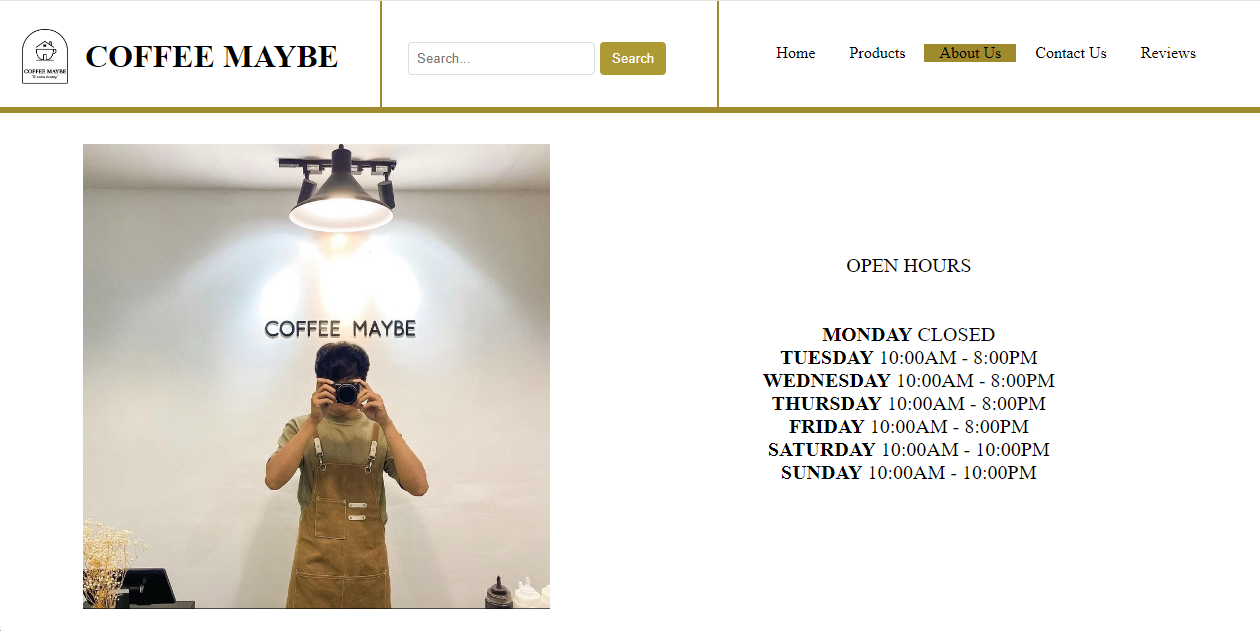 COFFEE MAYBE
COFFEE MAYBE
Search...
Search
Home
Products
About Us
Contact Us
Reviews
COFFEE MAYBE
OPEN HOURS
MONDAY CLOSED
TUESDAY 10:00AM - 8:00PM
WEDNESDAY 10:00AM - 8:00PM
THURSDAY 10:00AM - 8:00PM
FRIDAY 10:00AM - 8:00PM
SATURDAY 10:00AM - 10:00PM
SUNDAY 10:00AM - 10:00PM